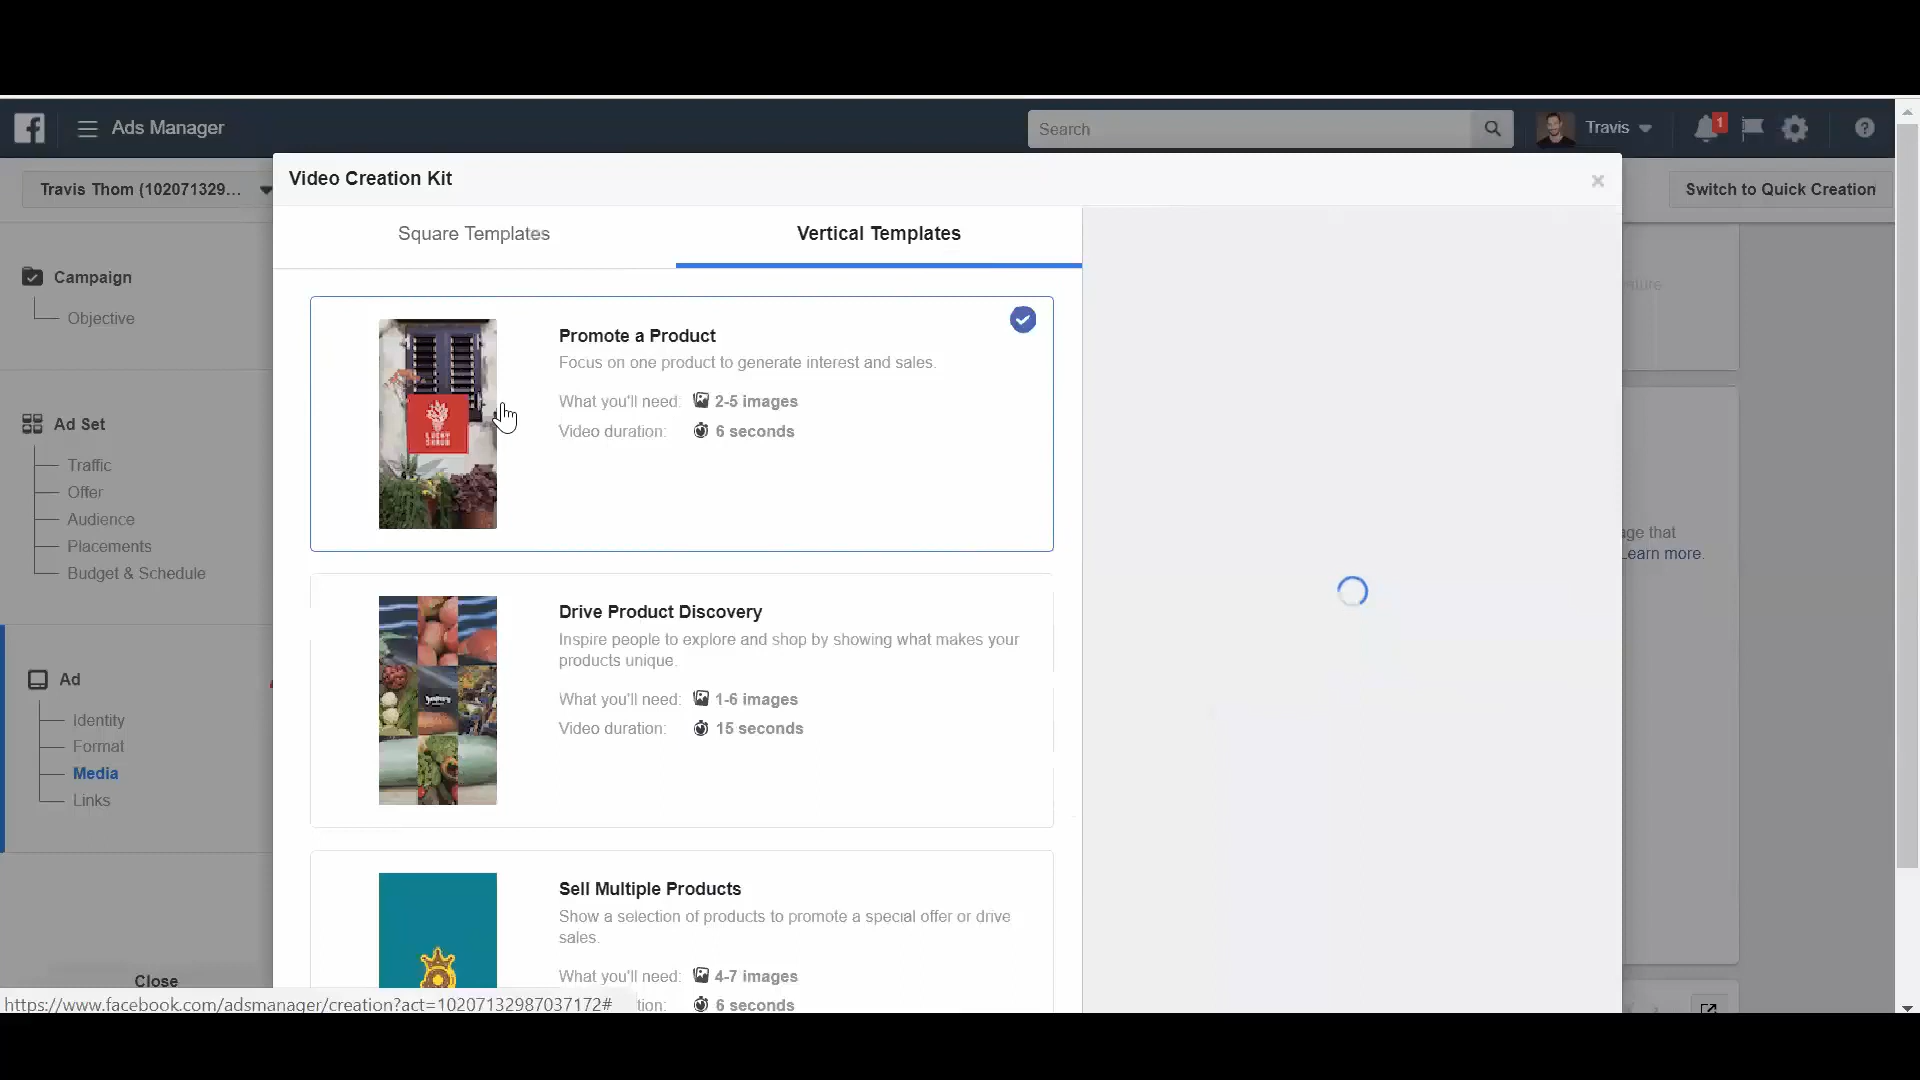 Ads Manager
Search
Travis
1
Travis Thom (102071329...
Switch to Quick Creation
Video Creation Kit
Square Templates
Vertical Templates
Campaign
Objective
Ad Set
Traffic
Offer
Audience
Placements
Budget & Schedule
Ad
Identity
Format
Media
Links
Close
Promote a Product
Focus on one product to generate interest and sales.
What you'll need: 2-5 images
Video duration: 6 seconds
Drive Product Discovery
Inspire people to explore and shop by showing what makes your
products unique.
What you'll need: 1-6 images
Video duration: 15 seconds
Sell Multiple Products
Show a selection of products to promote a special offer or drive
sales.
What you'll need: 4-7 images
tion: 6 seconds
that
Learn more.
https://www.facebook.com/adsmanager/creation?act=10207132987037172#